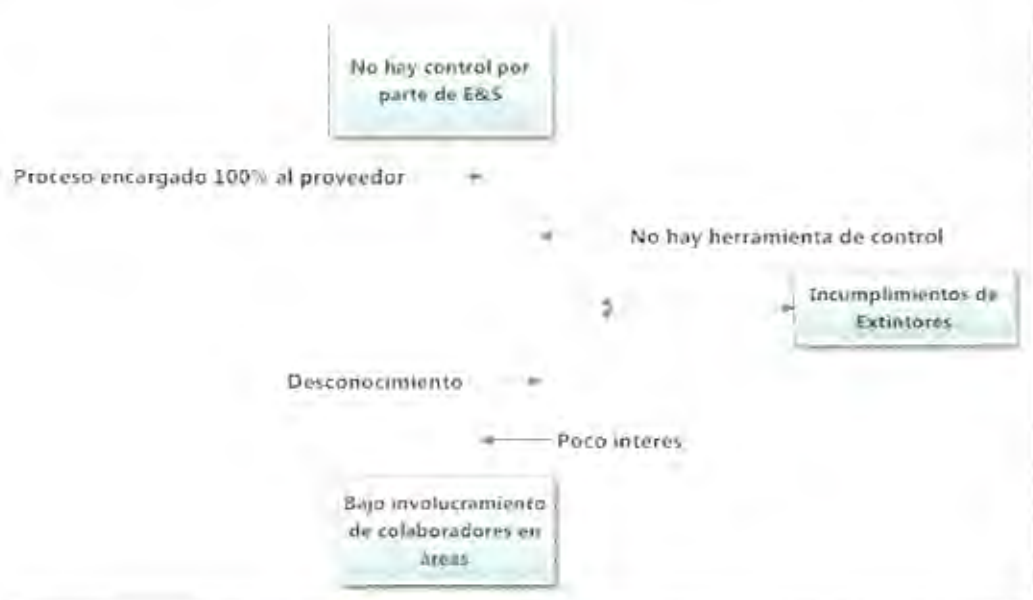 No hay control por
parte de E&S
Proceso encargado 100% al proveedor
No hay herramienta de control
Incumplimientos de
Extintores
Desconocimiento
Poco interes
Bajo involucramiento
de colaboradores en
áreas